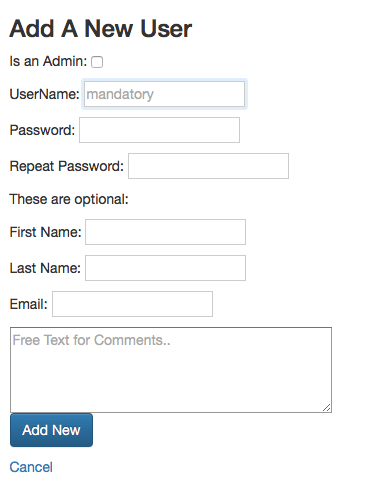 Add A New User
Is an Admin:
UserName: mandatory
Password:
Repeat Password:
These are optional:
First Name:
Last Name:
Email:
Free Text for Comments..
Add New
Cancel